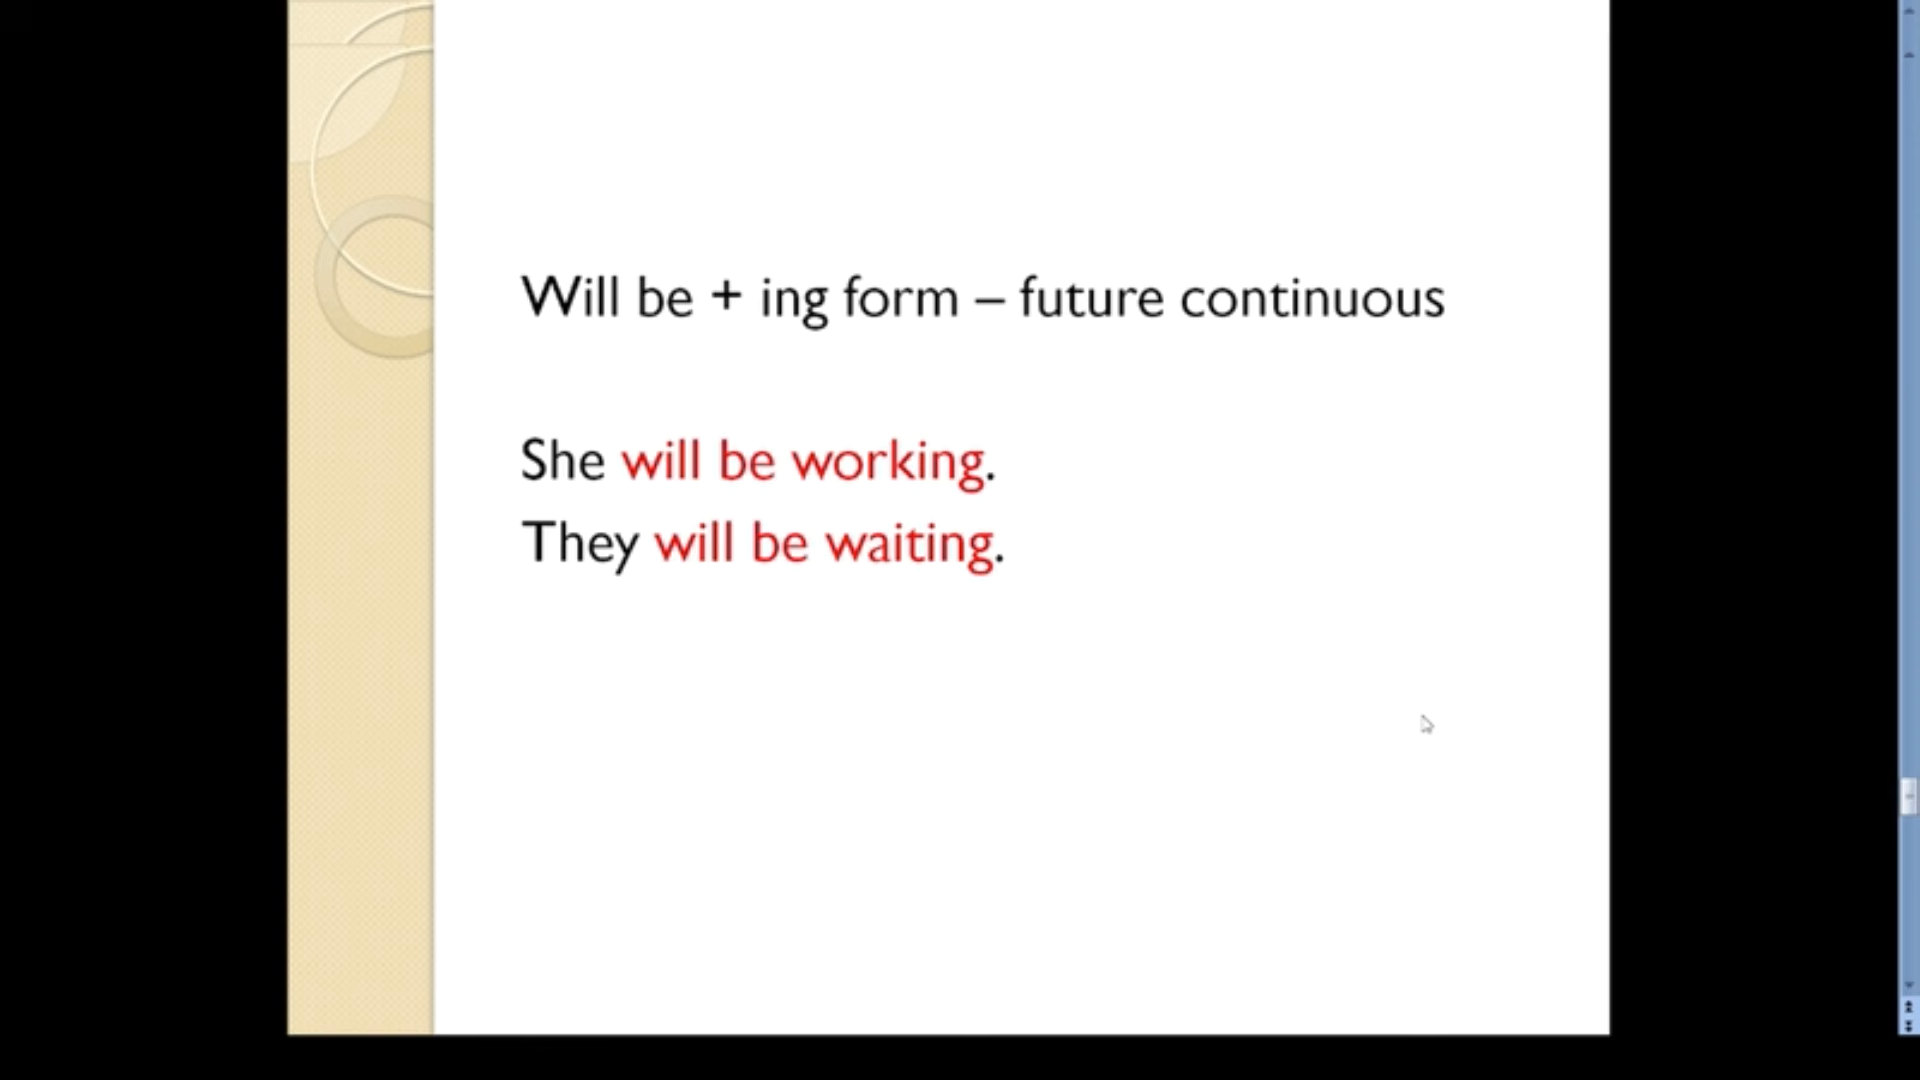 Will be + ing form – future continuous
She will be working.
They will be waiting.